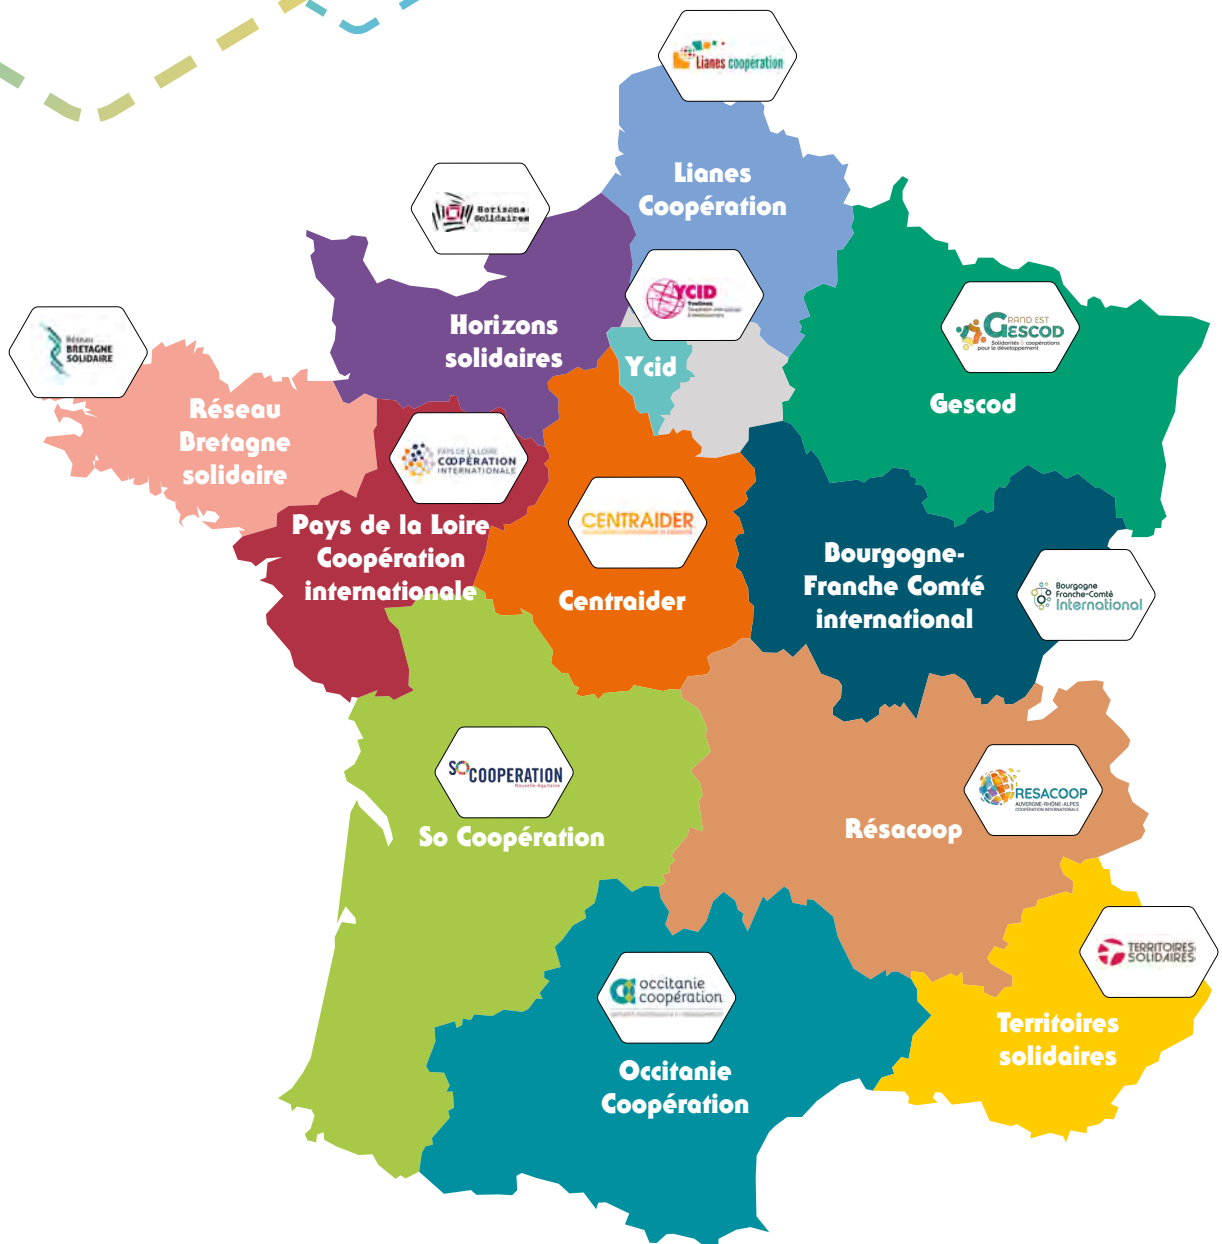 Lianes coopération
Lianes
Coopération
Horizons
Solidaires
YCID
Yvelines
GRAND EST
GESCOD
Solidarités & coopérations
pour le développement
Horizons
solidaires
Réseau
BRETAGNE
SOLIDAIRE
Ycid
Gescod
Réseau
Bretagne
solidaire
PAYS DE LA LOIRE
COOPÉRATION
INTERNATIONALE
Pays de la Loire
Coopération
internationale
CENTRAIDER
Centraider
Bourgogne-
Franche Comté
international
Bourgogne
Franche-Comté
International
SO COOPERATION
Nouvelle-Aquitaine
So Coopération
RESACOOP
AUVERGNE-RHÔNE-ALPES
COOPÉRATION INTERNATIONALE
Résacoop
TERRITOIRES
SOLIDAIRES
Territoires
solidaires
occitanie
coopération
Occitanie
Coopération